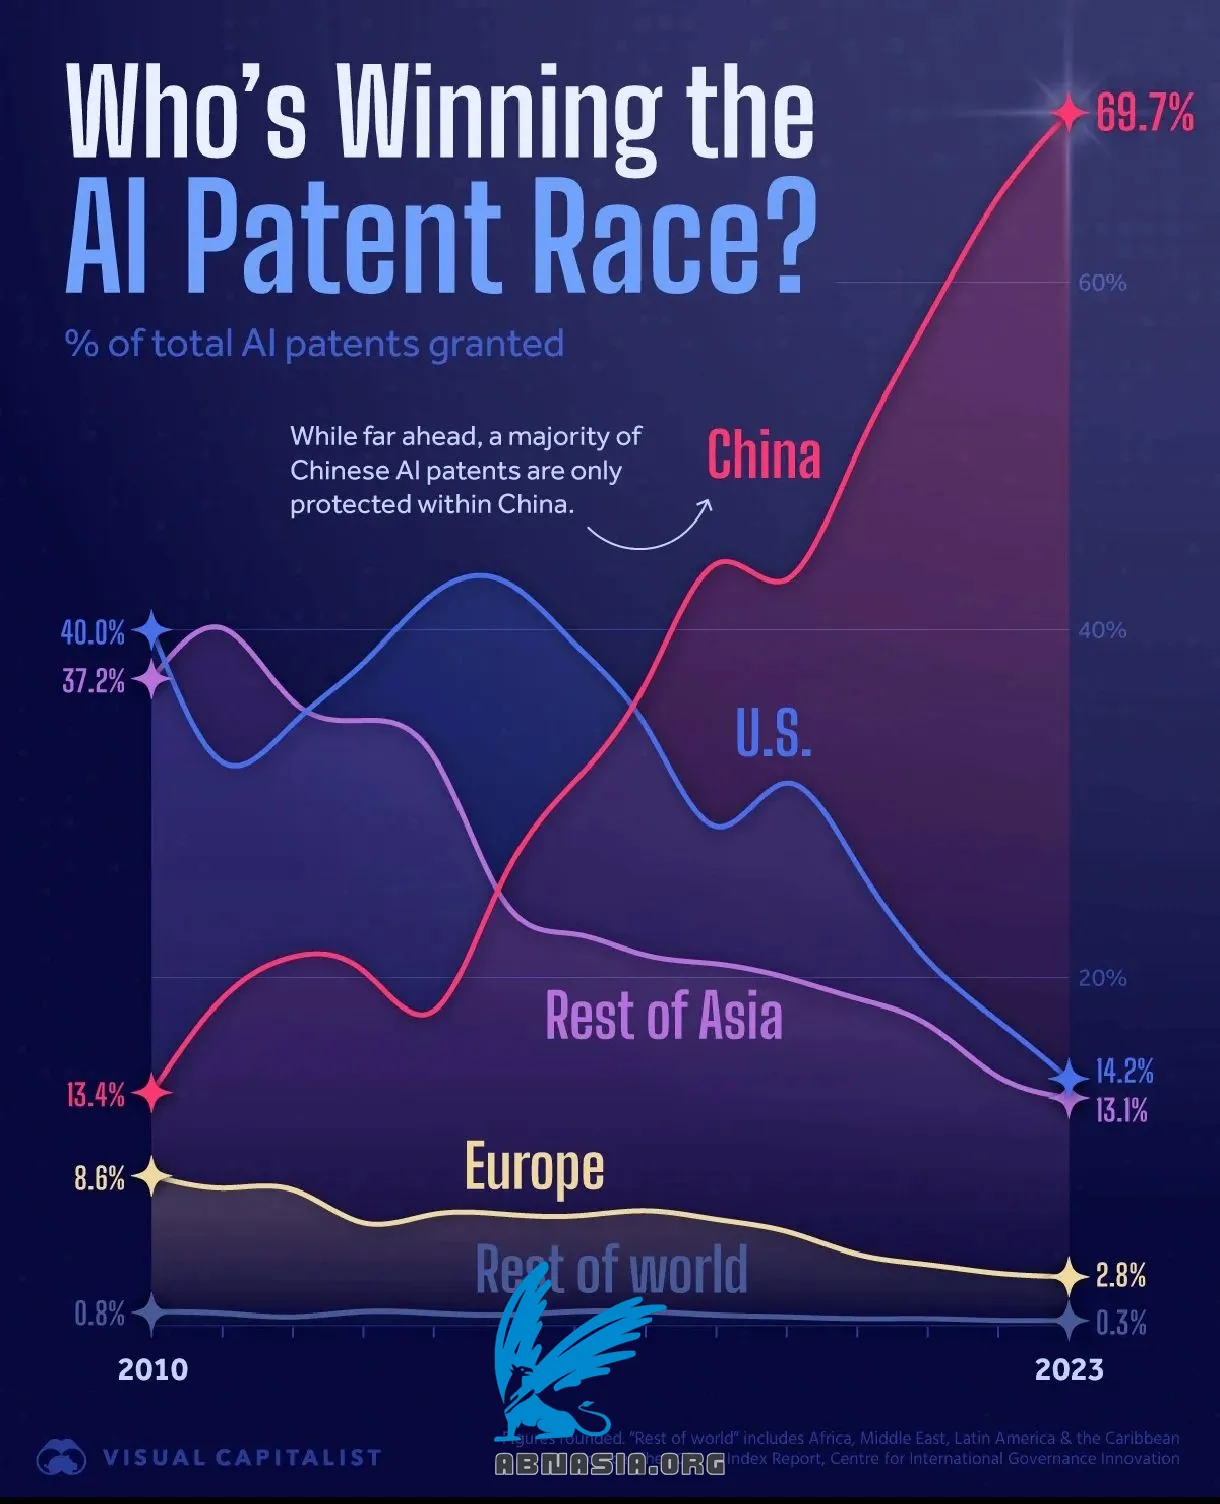 Who's Winning the
AI Patent Race?
% of total AI patents granted
69.7%
60%
While far ahead, a majority of
Chinese AI patents are only
protected within China.
China
40.0%
37.2%
40%
U.S.
20%
Rest of Asia
13.4%
14.2%
13.1%
8.6%
Europe
Rest of world
2.8%
0.8%
0.3%
2010
2023
VISUAL CAPITALIST
Figures rounded. "Rest of world" includes Africa, Middle East, Latin America & the Caribbean
Index Report, Centre for International Governance Innovation
ABNASIA.ORG